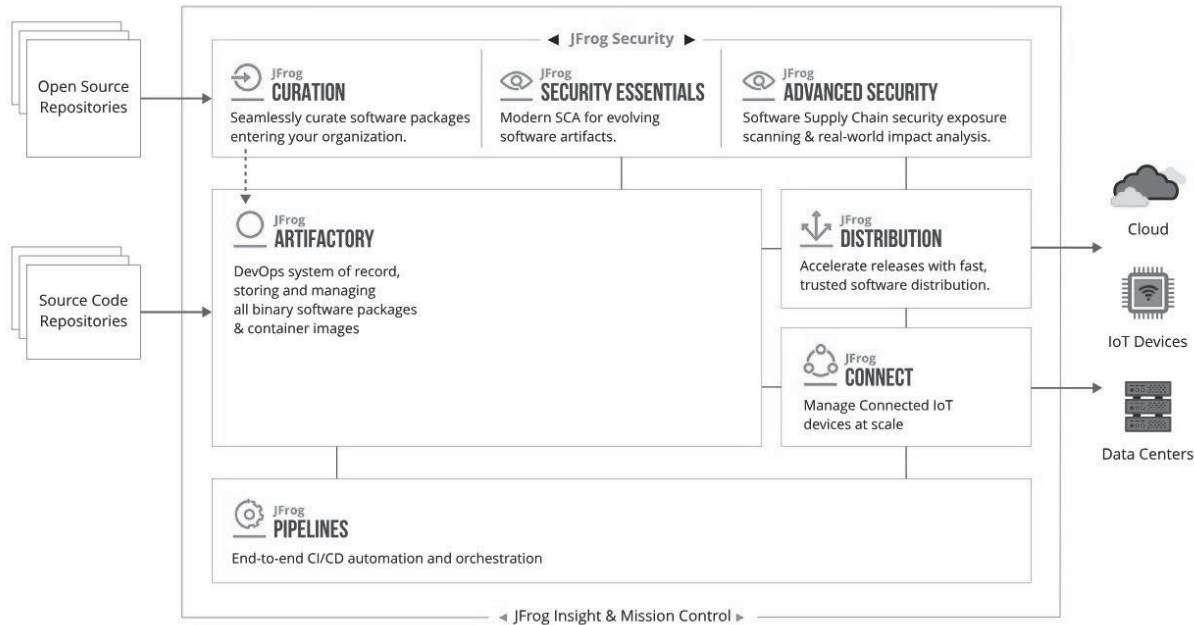 JFrog Security
Open Source
Repositories
JFrog
CURATION
Seamlessly curate software packages
entering your organization.
JFrog
SECURITY ESSENTIALS
Modern SCA for evolving
software artifacts.
JFrog
ADVANCED SECURITY
Software Supply Chain security exposure
scanning & real-world impact analysis.
Source Code
Repositories
JFrog
ARTIFACTORY
DevOps system of record,
storing and managing
all binary software packages
& container images
JFrog
DISTRIBUTION
Accelerate releases with fast,
trusted software distribution.
JFrog
CONNECT
Manage Connected IoT
devices at scale
Cloud
IoT Devices
Data Centers
JFrog
PIPELINES
End-to-end CI/CD automation and orchestration
JFrog Insight & Mission Control